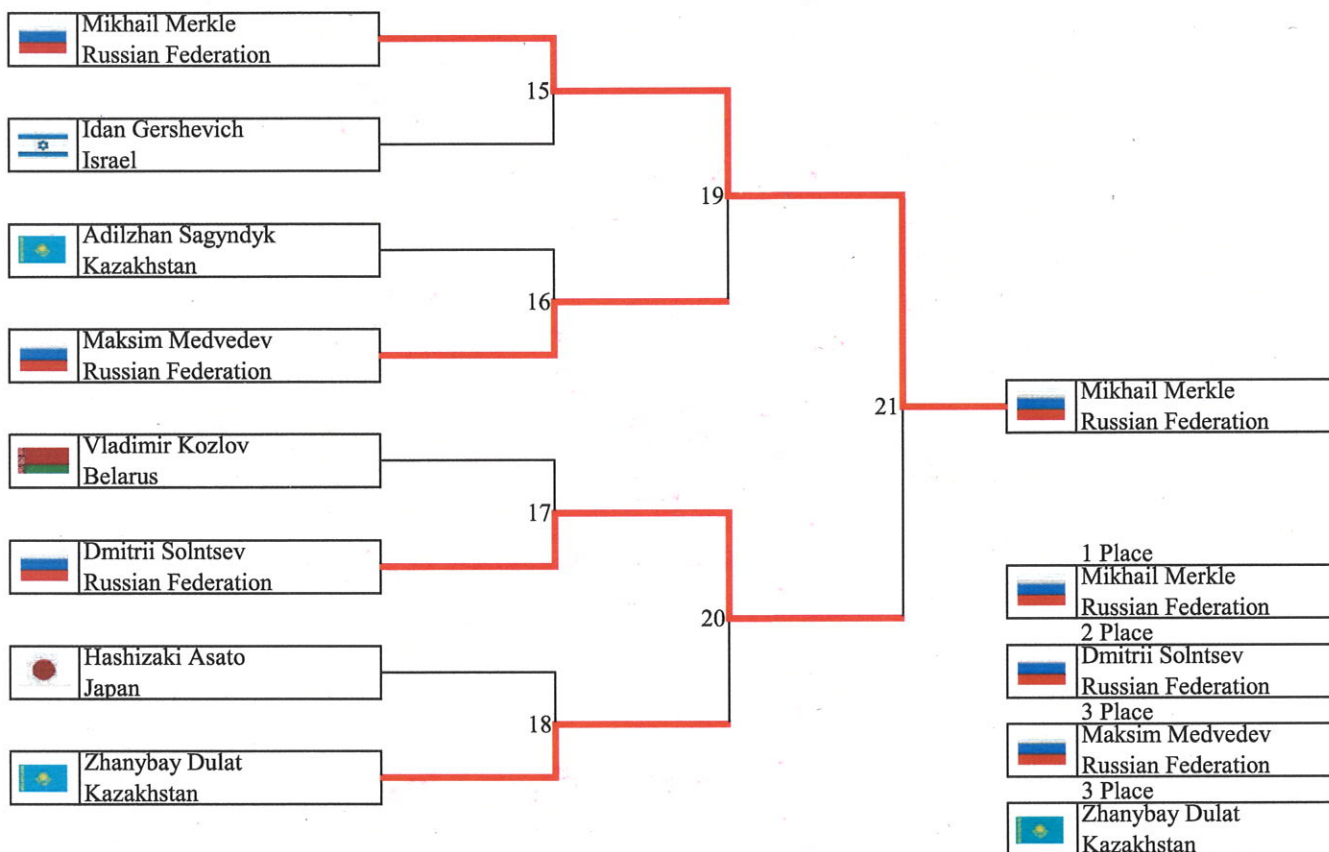 Mikhail Merkle
Russian Federation
15
Idan Gershevich
Israel
19
Adilzhan Sagyndyk
Kazakhstan
16
Maksim Medvedev
Russian Federation
21
Mikhail Merkle
Russian Federation
Vladimir Kozlov
Belarus
17
Dmitrii Solntsev
Russian Federation
20
Hashizaki Asato
Japan
18
Zhanybay Dulat
Kazakhstan
1 Place
Mikhail Merkle
Russian Federation
2 Place
Dmitrii Solntsev
Russian Federation
3 Place
Maksim Medvedev
Russian Federation
3 Place
Zhanybay Dulat
Kazakhstan